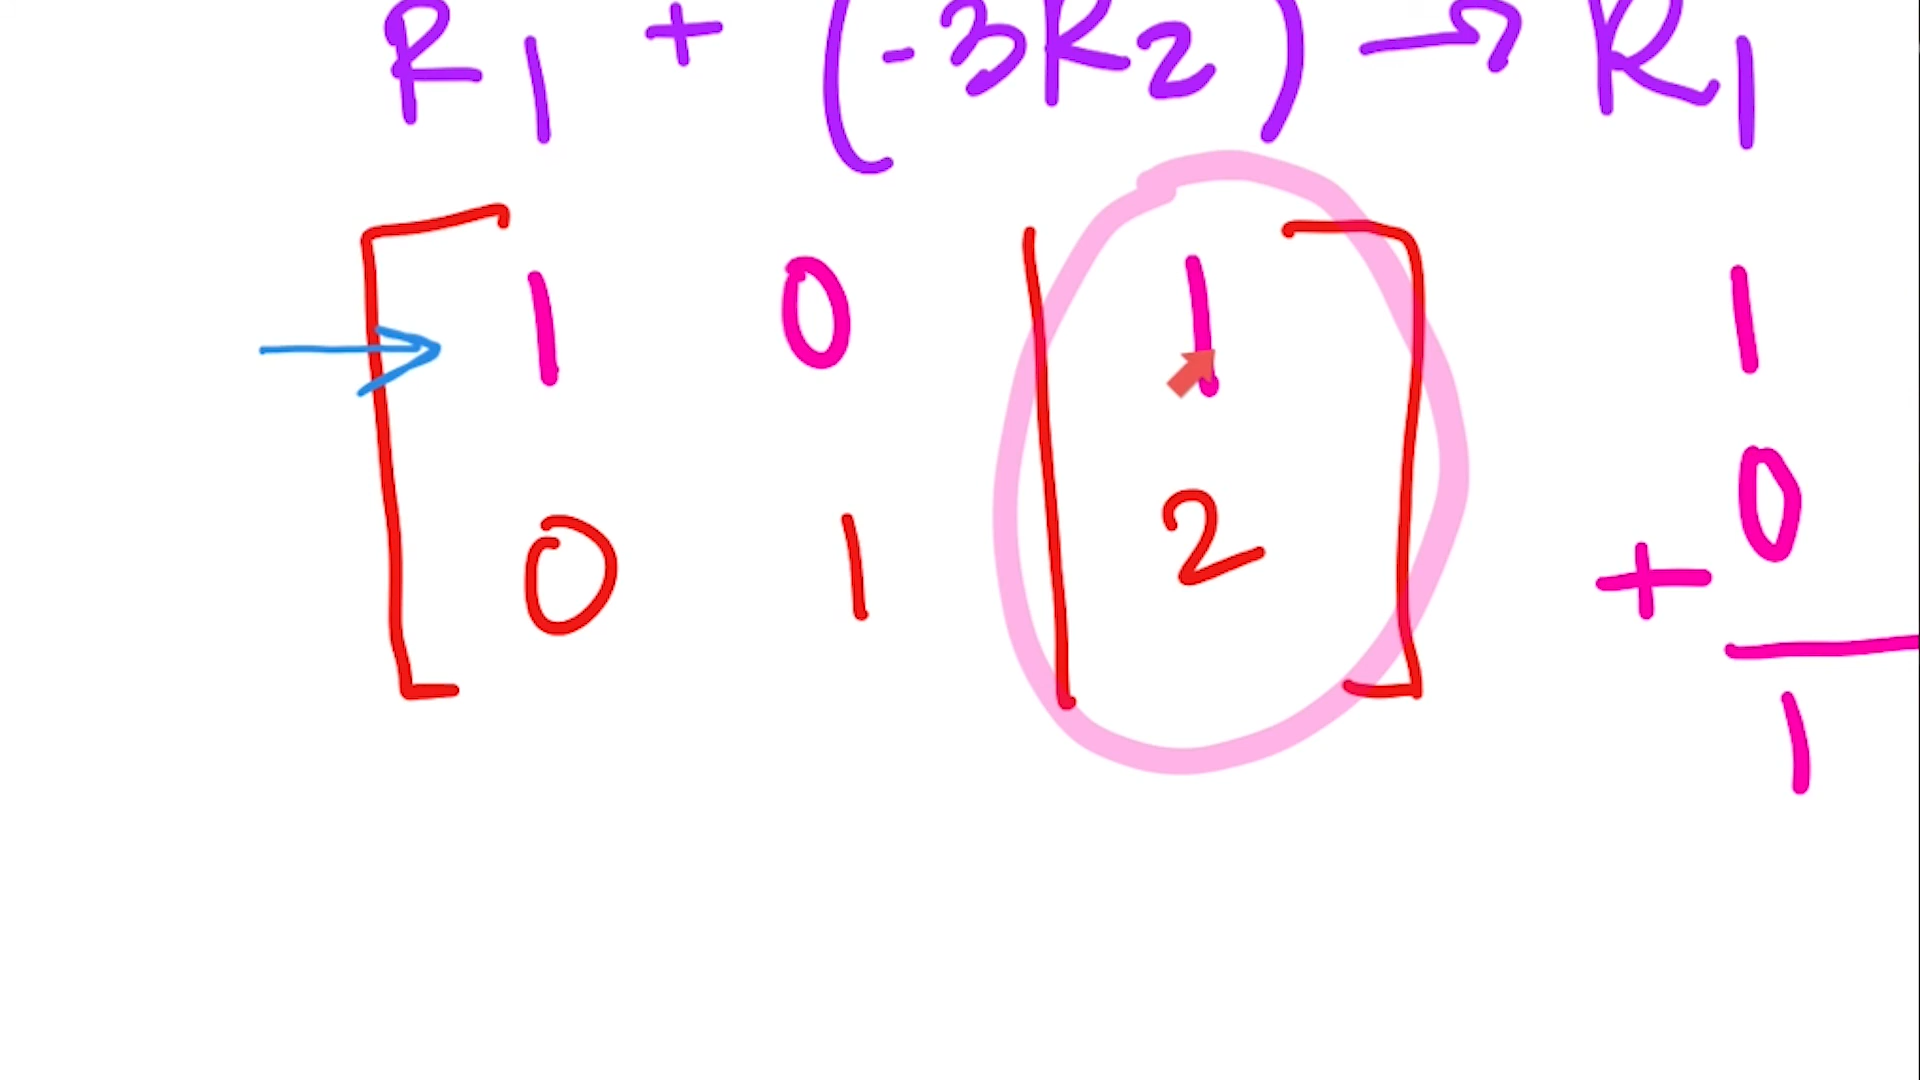 R1 + (-3R2) → R1
[ 1 0 | 1 ] 1
[ 0 1 | 2 ] + 0
1